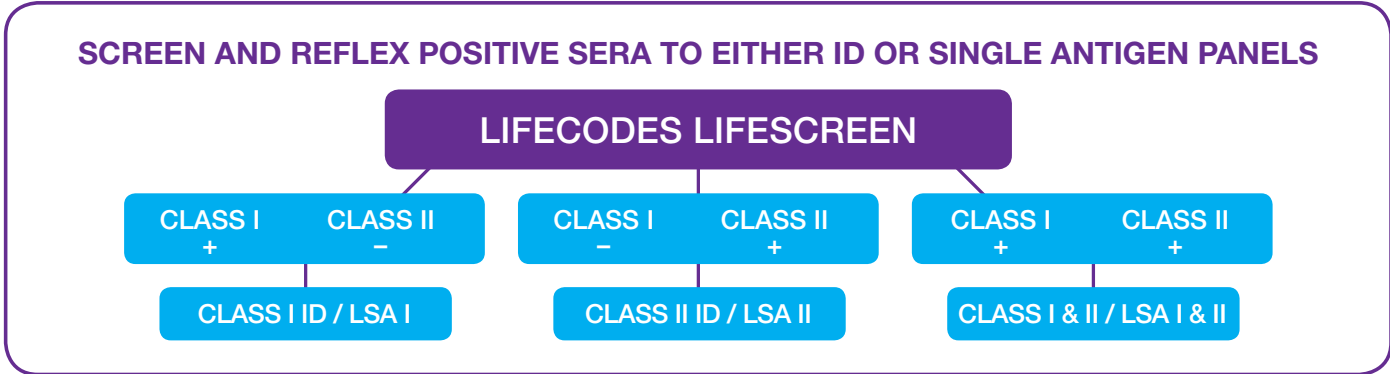 SCREEN AND REFLEX POSITIVE SERA TO EITHER ID OR SINGLE ANTIGEN PANELS
LIFECODES LIFESCREEN
CLASS I CLASS II
+ –
CLASS I CLASS II
– +
CLASS I CLASS II
+ +
CLASS I ID / LSA I
CLASS II ID / LSA II
CLASS I & II / LSA I & II